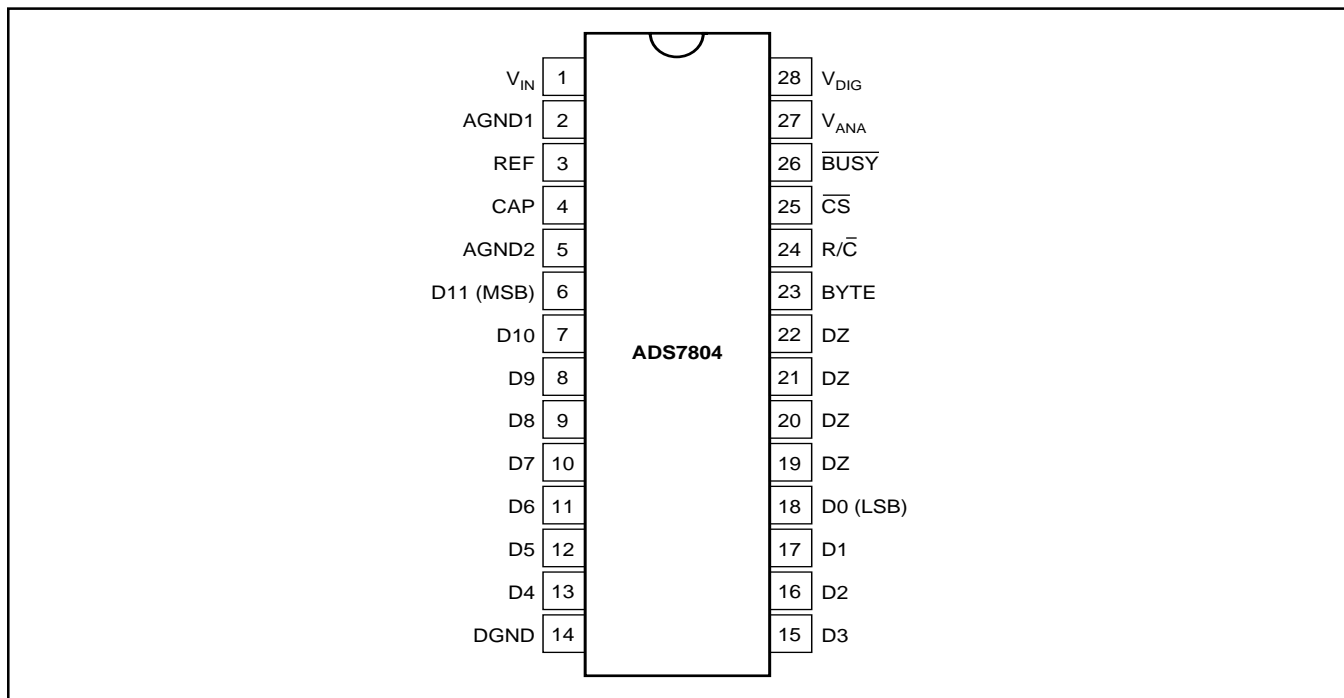 V_IN 1 28 V_DIG
AGND1 2 27 V_ANA
REF 3 26 B̅U̅S̅Y̅
CAP 4 25 C̅S̅
AGND2 5 24 R/C̅
D11 (MSB) 6 23 BYTE
D10 7 22 DZ
ADS7804
D9 8 21 DZ
D8 9 20 DZ
D7 10 19 DZ
D6 11 18 D0 (LSB)
D5 12 17 D1
D4 13 16 D2
DGND 14 15 D3